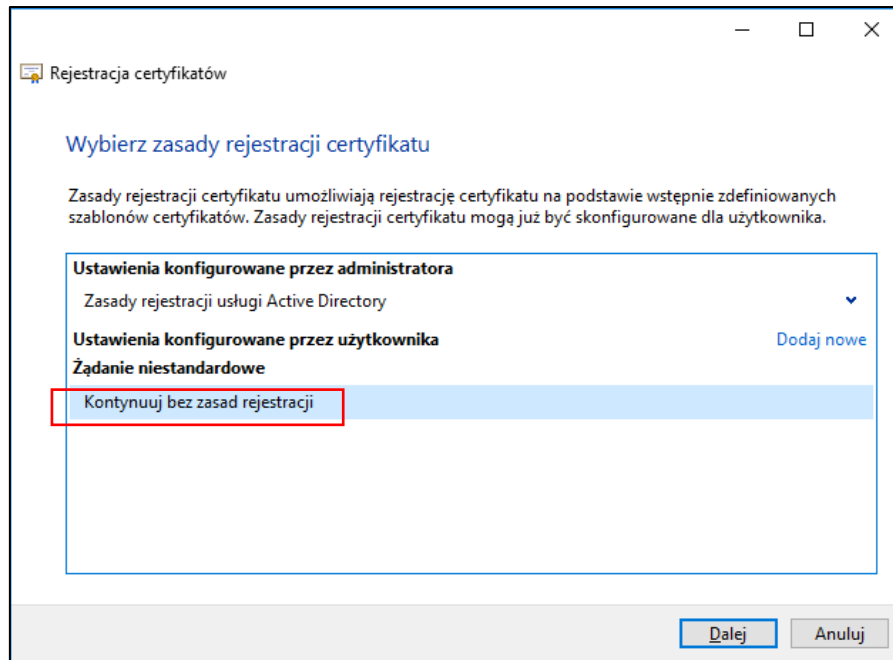 Rejestracja certyfikatów
Wybierz zasady rejestracji certyfikatu
Zasady rejestracji certyfikatu umożliwiają rejestrację certyfikatu na podstawie wstępnie zdefiniowanych
szablonów certyfikatów. Zasady rejestracji certyfikatu mogą już być skonfigurowane dla użytkownika.
Ustawienia konfigurowane przez administratora
Zasady rejestracji usługi Active Directory
Ustawienia konfigurowane przez użytkownika Dodaj nowe
Żądanie niestandardowe
Kontynuuj bez zasad rejestracji
Dalej Anuluj